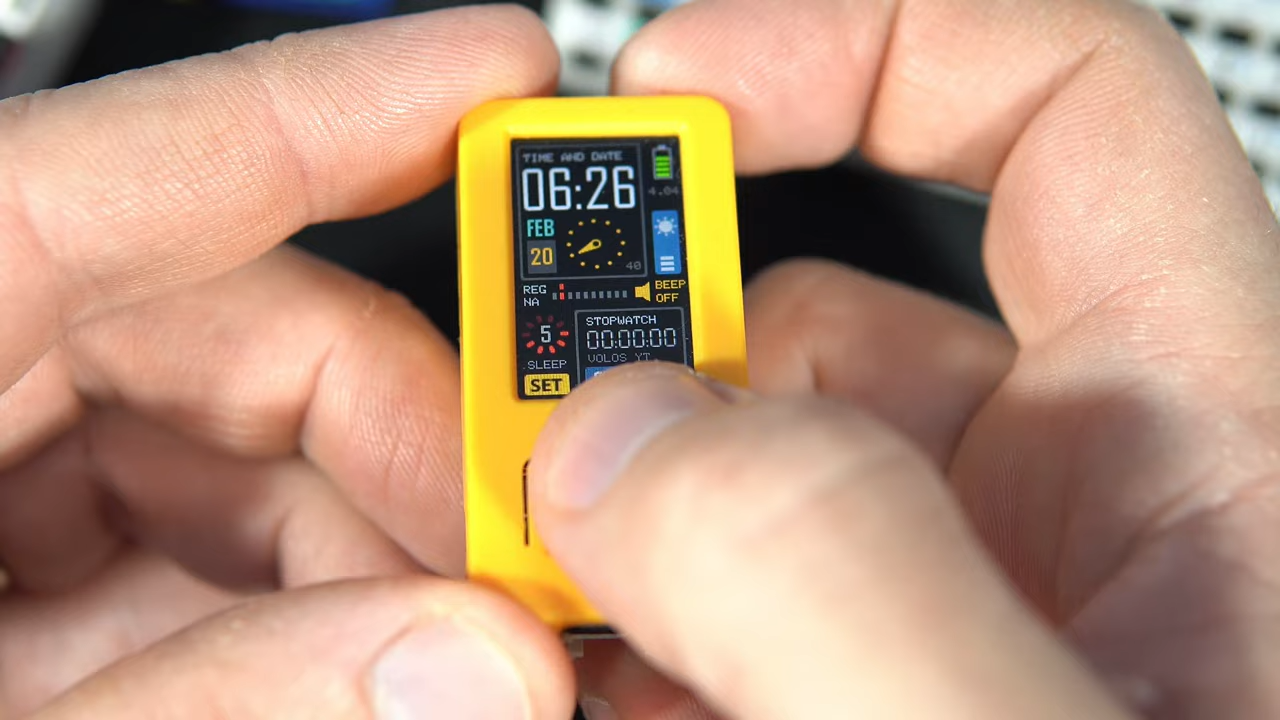 TIME AND DATE
06:26
4.04
FEB
20
40
REG
NA
BEEP
OFF
5
SLEEP
SET
STOPWATCH
00:00:00
VOLOS YT